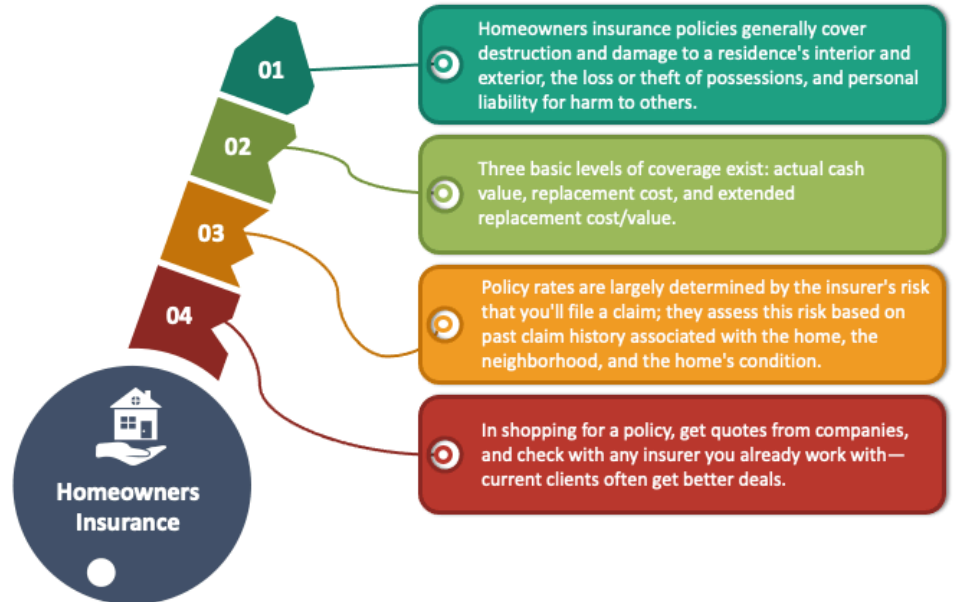 01
Homeowners insurance policies generally cover
destruction and damage to a residence's interior and
exterior, the loss or theft of possessions, and personal
liability for harm to others.
02
Three basic levels of coverage exist: actual cash
value, replacement cost, and extended
replacement cost/value.
03
Policy rates are largely determined by the insurer's risk
that you'll file a claim; they assess this risk based on
past claim history associated with the home, the
neighborhood, and the home's condition.
04
In shopping for a policy, get quotes from companies,
and check with any insurer you already work with—
current clients often get better deals.
Homeowners
Insurance